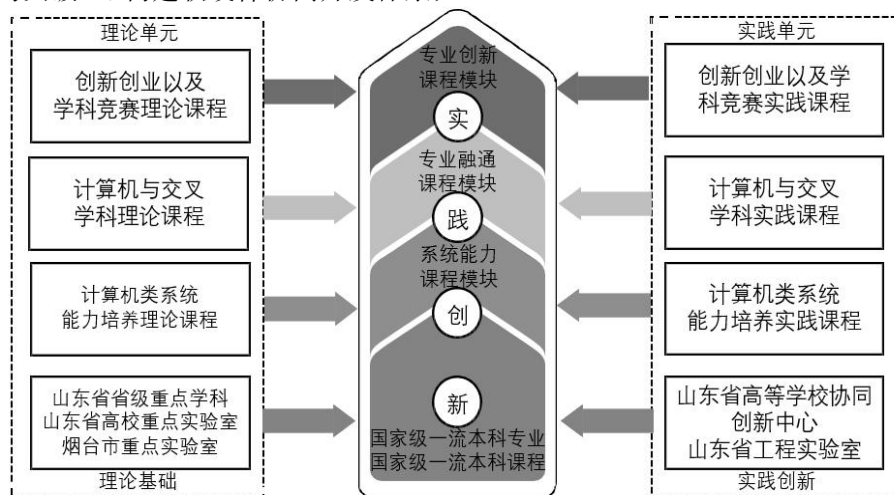 理论单元
创新创业以及
学科竞赛理论课程
计算机与交叉
学科理论课程
计算机类系统
能力培养理论课程
山东省省级重点学科
山东省高校重点实验室
烟台市重点实验室
理论基础
专业创新
课程模块
实
专业融通
课程模块
践
系统能力
课程模块
创
新
国家级一流本科专业
国家级一流本科课程
实践单元
创新创业以及学
科竞赛实践课程
计算机与交叉
学科实践课程
计算机类系统
能力培养实践课程
山东省高等学校协同
创新中心
山东省工程实验室
实践创新